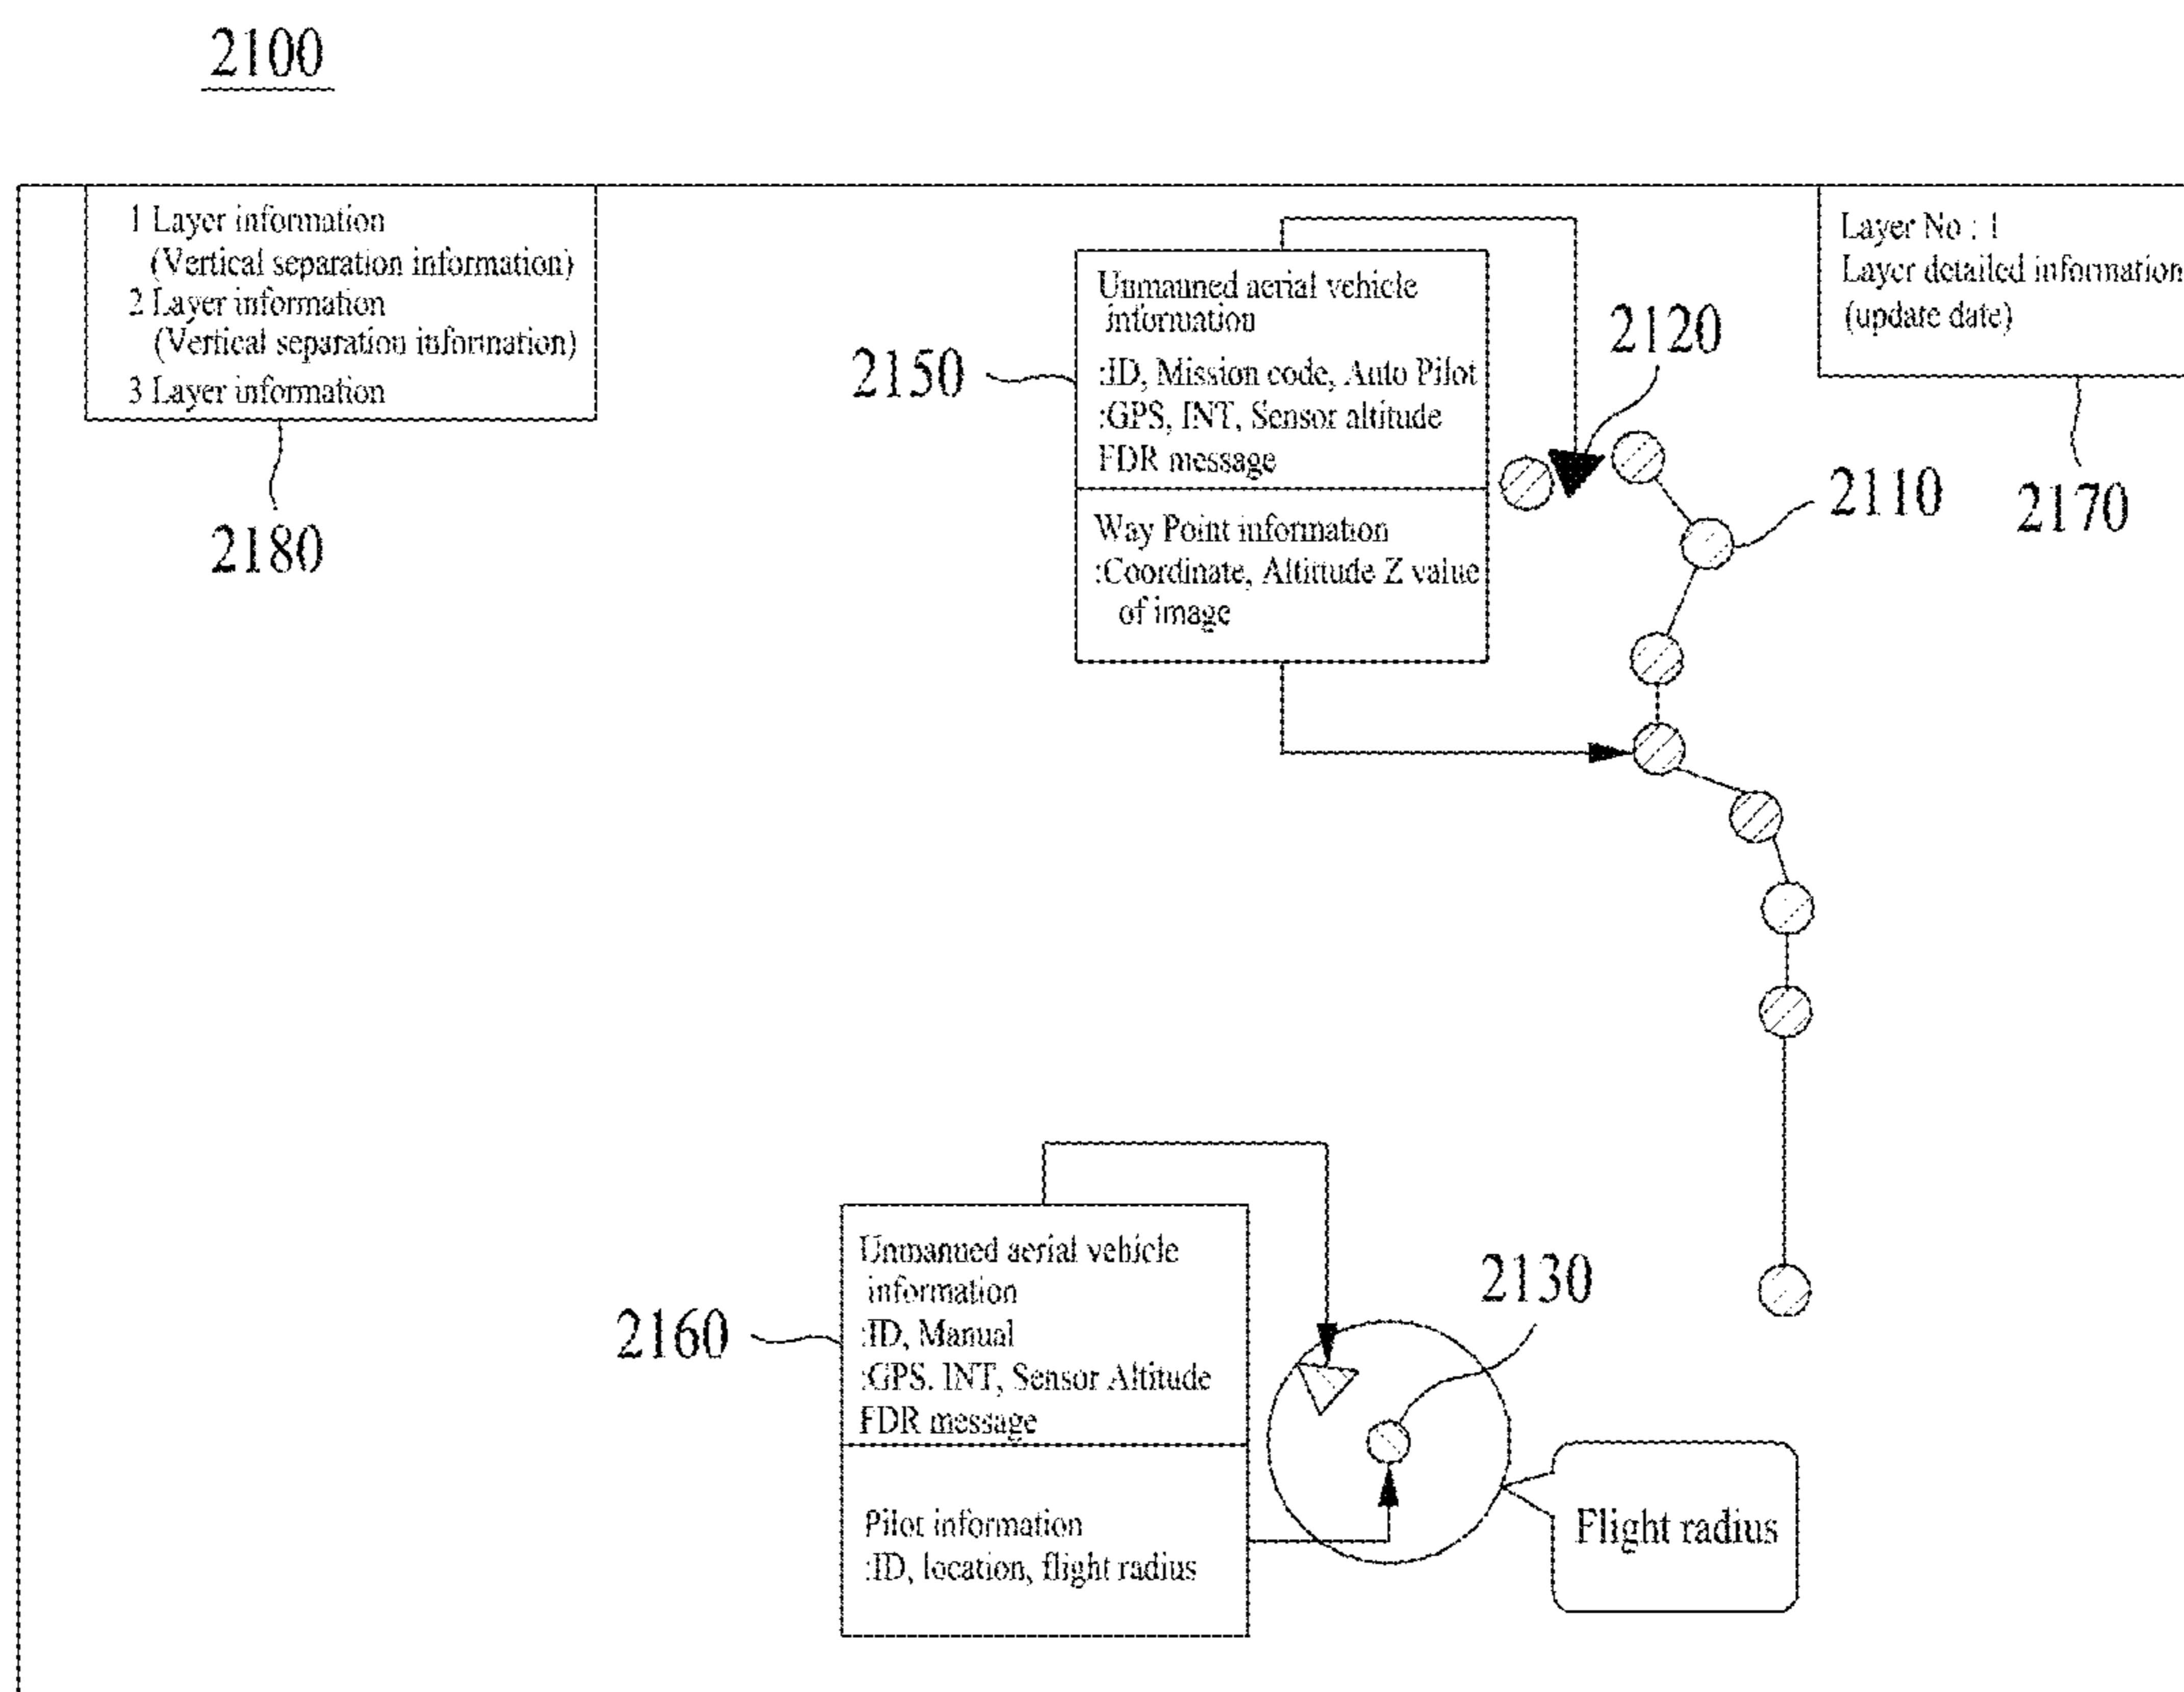 2100
1 Layer information
(Vertical separation information)
2 Layer information
(Vertical separation information)
3 Layer information
2180
2150
Unmanned aerial vehicle
information
:ID, Mission code, Auto Pilot
:GPS, INT, Sensor altitude
FDR message
Way Point information
:Coordinate, Altittude Z value
of image
2120
2110
Layer No : 1
Layer detailed information
(update date)
2170
2160
Unmanned aerial vehicle
information
:ID, Manual
:GPS. INT, Sensor Altitude
FDR message
Pilot information
:ID, location, flight radius
2130
Flight radius